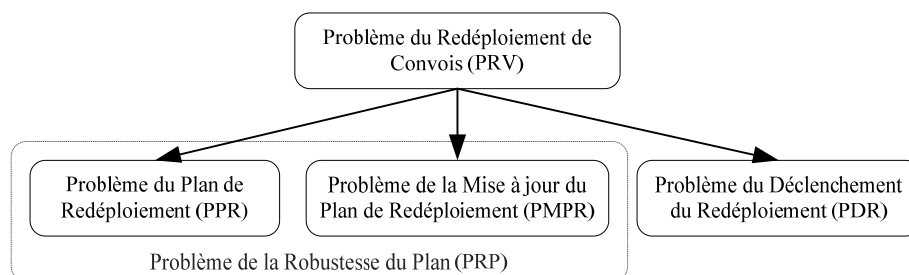 Problème du Redéploiement de
Convois (PRV)
Problème du Plan de
Redéploiement (PPR)
Problème de la Mise à jour du
Plan de Redéploiement (PMPR)
Problème du Déclenchement
du Redéploiement (PDR)
Problème de la Robustesse du Plan (PRP)